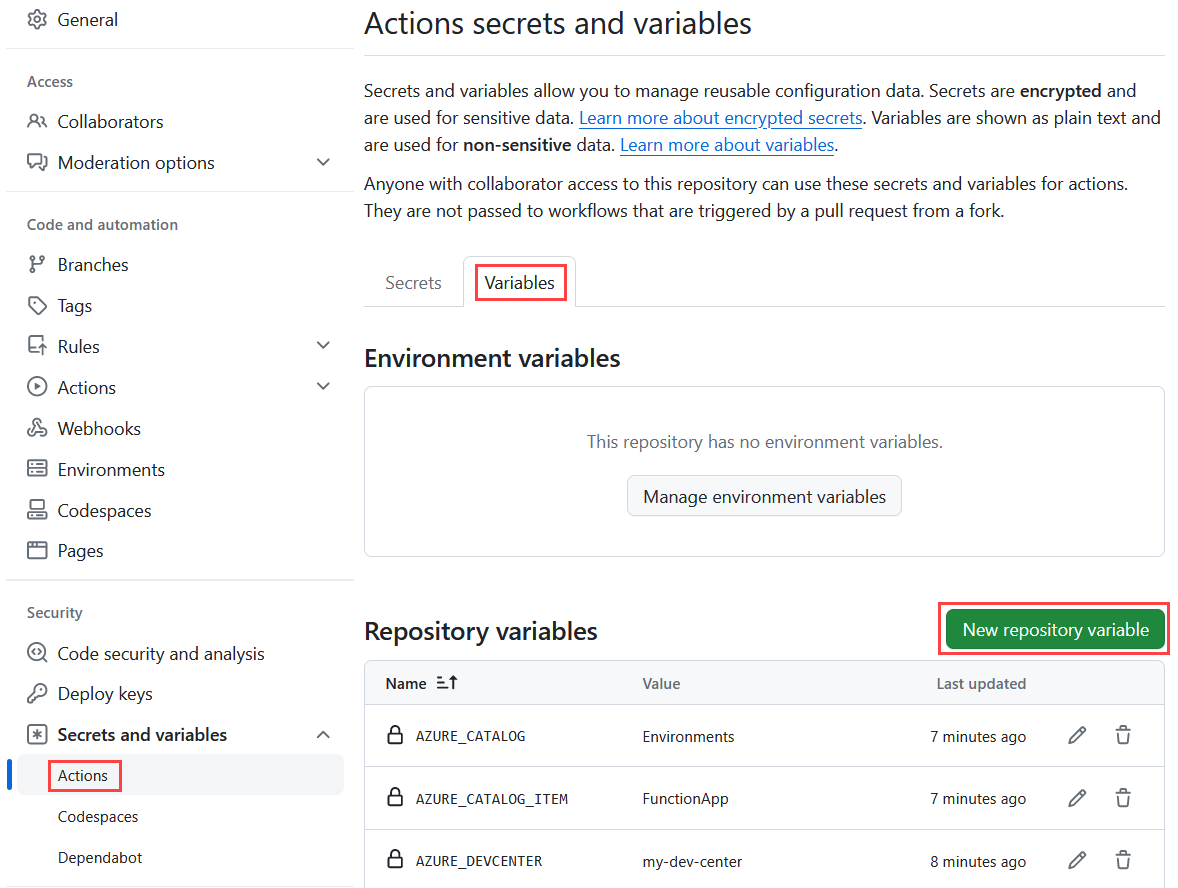 General
Access
Collaborators
Moderation options
Code and automation
Branches
Tags
Rules
Actions
Webhooks
Environments
Codespaces
Pages
Security
Code security and analysis
Deploy keys
Secrets and variables
Actions
Codespaces
Dependabot
Actions secrets and variables
Secrets and variables allow you to manage reusable configuration data. Secrets are encrypted and
are used for sensitive data. Learn more about encrypted secrets. Variables are shown as plain text and
are used for non-sensitive data. Learn more about variables.
Anyone with collaborator access to this repository can use these secrets and variables for actions.
They are not passed to workflows that are triggered by a pull request from a fork.
Secrets Variables
Environment variables
This repository has no environment variables.
Manage environment variables
Repository variables New repository variable
Name Value Last updated
AZURE_CATALOG Environments 7 minutes ago
AZURE_CATALOG_ITEM FunctionApp 7 minutes ago
AZURE_DEVCENTER my-dev-center 8 minutes ago